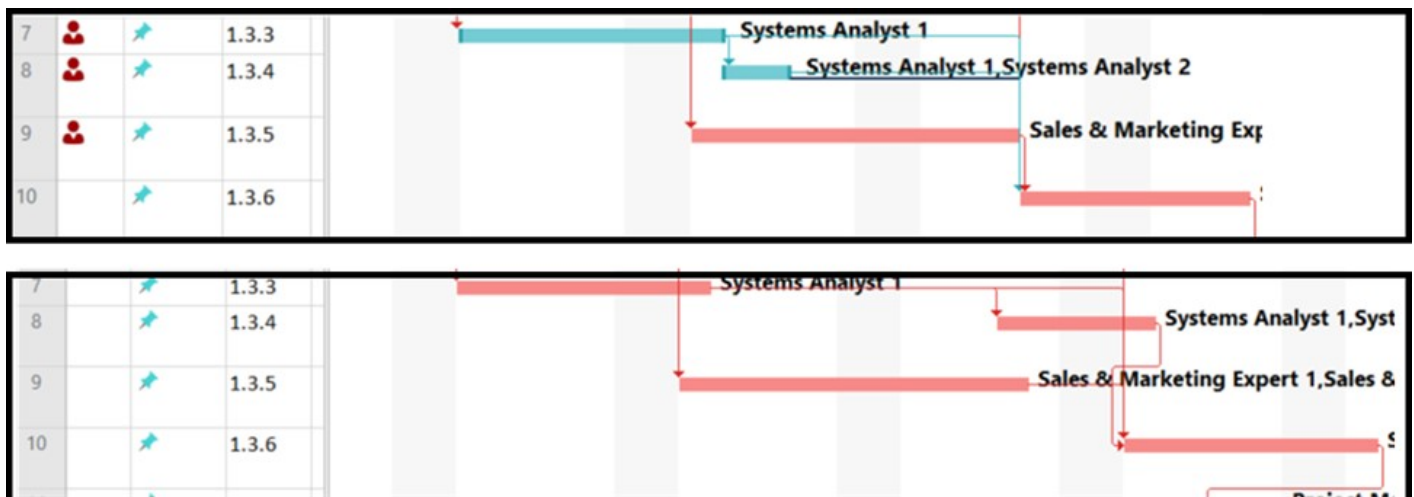 7 1.3.3 Systems Analyst 1
8 1.3.4 Systems Analyst 1,Systems Analyst 2
9 1.3.5 Sales & Marketing Exp
10 1.3.6
7 1.3.3 Systems Analyst 1
8 1.3.4 Systems Analyst 1,Syst
9 1.3.5 Sales & Marketing Expert 1,Sales &
10 1.3.6 S
Project M